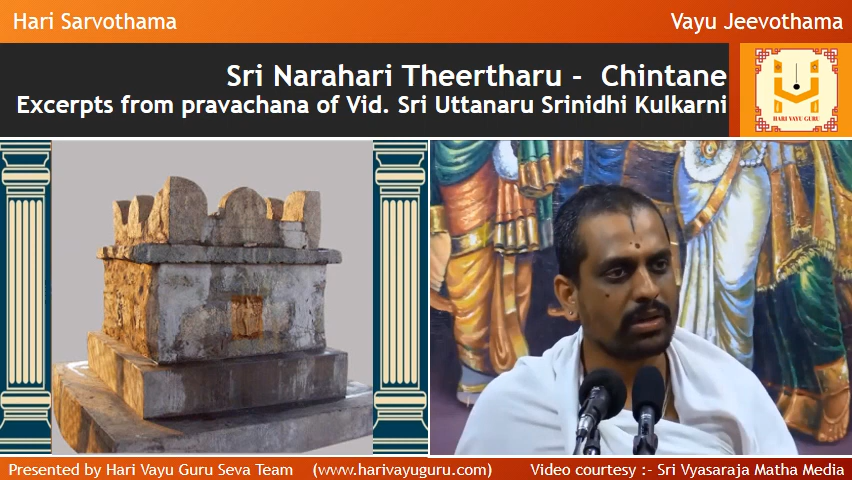 Hari Sarvothama
Vayu Jeevothama
Sri Narahari Theertharu - Chintane
Excerpts from pravachana of Vid. Sri Uttanaru Srinidhi Kulkarni
HARI VAYU GURU
Presented by Hari Vayu Guru Seva Team (www.harivayuguru.com)
Video courtesy :- Sri Vyasaraja Matha Media